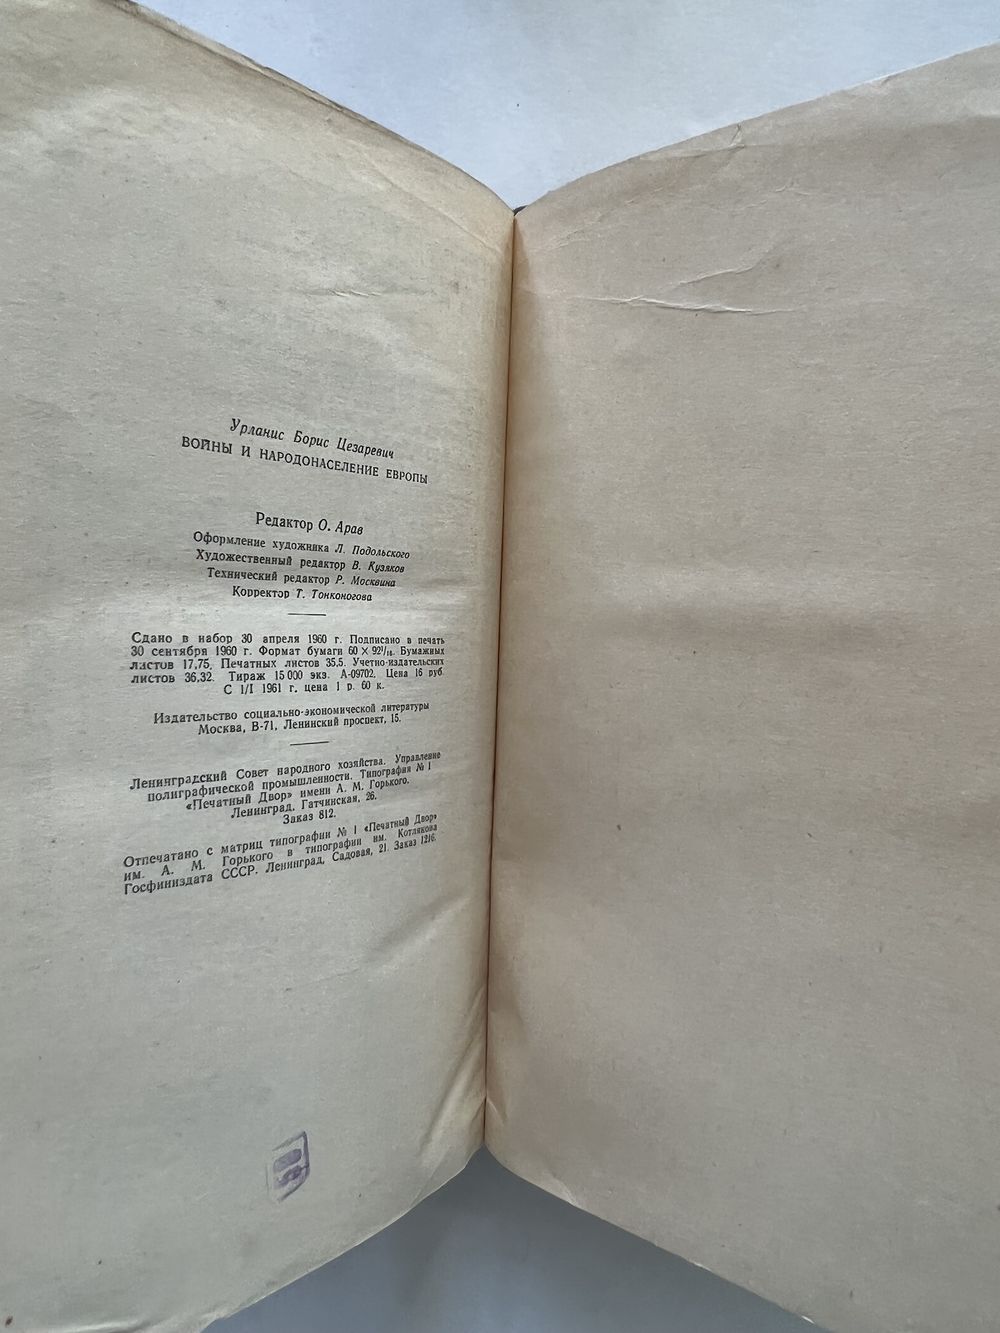 Урланис Борис Цезаревич
ВОЙНЫ И НАРОДОНАСЕЛЕНИЕ ЕВРОПЫ
Редактор О. Арав
Оформление художника Л. Подольского
Художественный редактор В. Кузяков
Технический редактор Р. Москвина
Корректор Т. Тонконогова
Сдано в набор 30 апреля 1960 г. Подписано в печать
30 сентября 1960 г. Формат бумаги 60 × 92¹/₁₆. Бумажных
листов 17,75. Печатных листов 35,5. Учетно-издательских
листов 36,32. Тираж 15 000 экз. А-09702. Цена 16 руб.
С 1/I 1961 г. цена 1 р. 60 к.
Издательство социально-экономической литературы
Москва, В-71, Ленинский проспект, 15.
Ленинградский Совет народного хозяйства. Управление
полиграфической промышленности. Типография № 1
«Печатный Двор» имени А. М. Горького.
Ленинград, Гатчинская, 26.
Заказ 812.
Отпечатано с матриц типографии № 1 «Печатный Двор»
им. А. М. Горького в типографии им. Котлякова
Госфиниздата СССР. Ленинград, Садовая, 21. Заказ 1216.